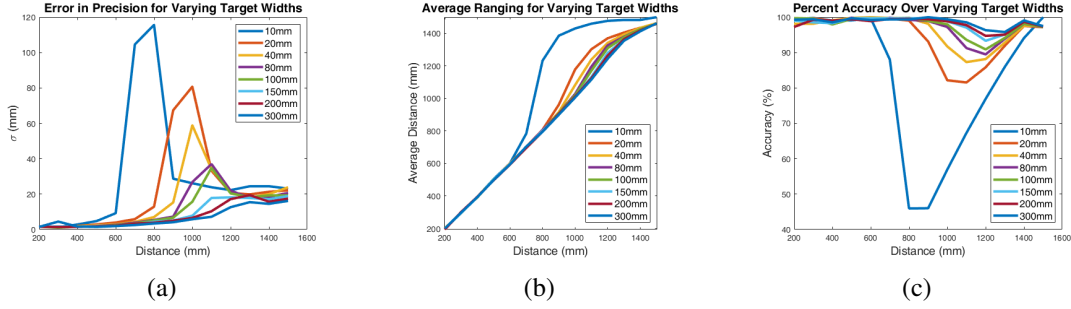 Error in Precision for Varying Target Widths
120
100
80
60
40
20
0
σ (mm)
200 400 600 800 1000 1200 1400 1600
Distance (mm)
10mm
20mm
40mm
80mm
100mm
150mm
200mm
300mm
(a)
Average Ranging for Varying Target Widths
1400
1200
1000
800
600
400
200
Average Distance (mm)
200 400 600 800 1000 1200 1400
Distance (mm)
10mm
20mm
40mm
80mm
100mm
150mm
200mm
300mm
(b)
Percent Accuracy Over Varying Target Widths
100
90
80
70
60
50
40
Accuracy (%)
200 400 600 800 1000 1200 1400 1600
Distance (mm)
10mm
20mm
40mm
80mm
100mm
150mm
200mm
300mm
(c)